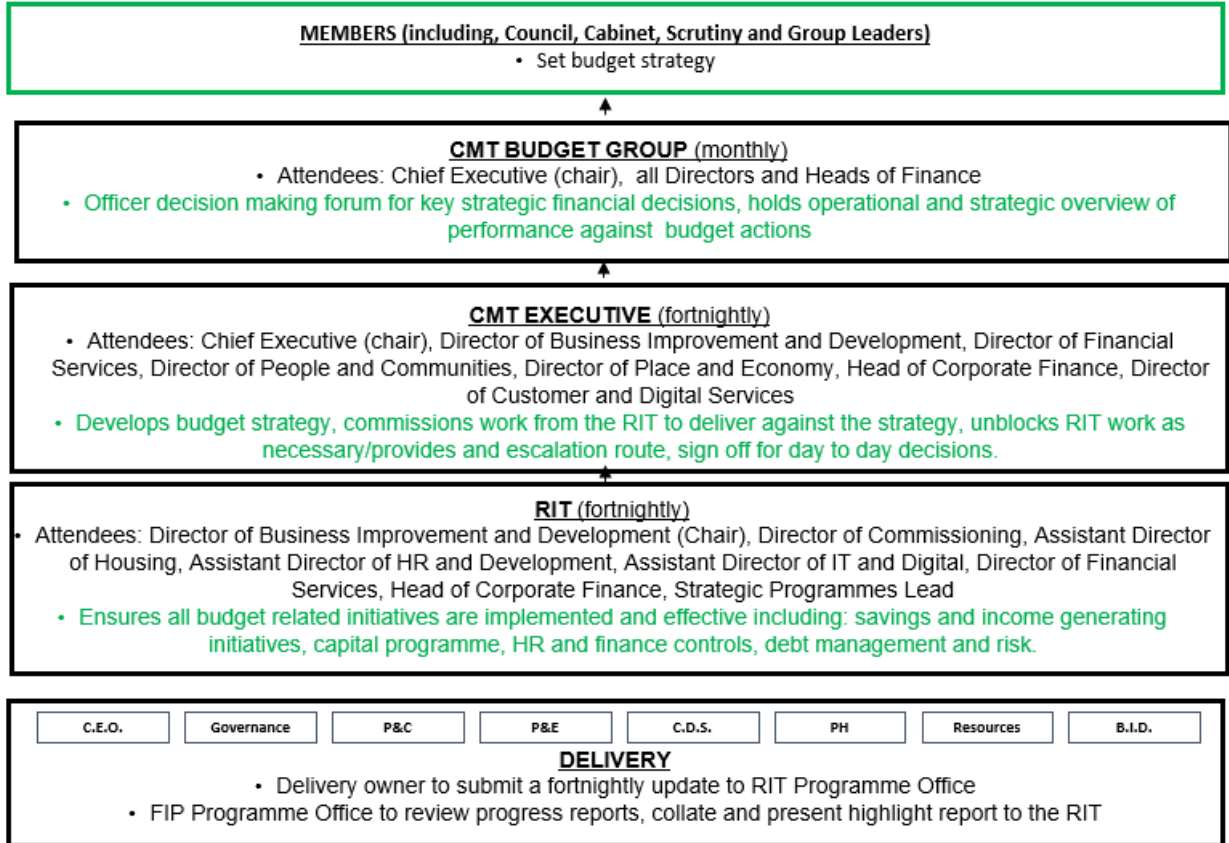 MEMBERS (including, Council, Cabinet, Scrutiny and Group Leaders)
• Set budget strategy
CMT BUDGET GROUP (monthly)
• Attendees: Chief Executive (chair), all Directors and Heads of Finance
• Officer decision making forum for key strategic financial decisions, holds operational and strategic overview of
performance against budget actions
CMT EXECUTIVE (fortnightly)
• Attendees: Chief Executive (chair), Director of Business Improvement and Development, Director of Financial
Services, Director of People and Communities, Director of Place and Economy, Head of Corporate Finance, Director
of Customer and Digital Services
• Develops budget strategy, commissions work from the RIT to deliver against the strategy, unblocks RIT work as
necessary/provides and escalation route, sign off for day to day decisions.
RIT (fortnightly)
• Attendees: Director of Business Improvement and Development (Chair), Director of Commissioning, Assistant Director
of Housing, Assistant Director of HR and Development, Assistant Director of IT and Digital, Director of Financial
Services, Head of Corporate Finance, Strategic Programmes Lead
• Ensures all budget related initiatives are implemented and effective including: savings and income generating
initiatives, capital programme, HR and finance controls, debt management and risk.
C.E.O. Governance P&C P&E C.D.S. PH Resources B.I.D.
DELIVERY
• Delivery owner to submit a fortnightly update to RIT Programme Office
• FIP Programme Office to review progress reports, collate and present highlight report to the RIT